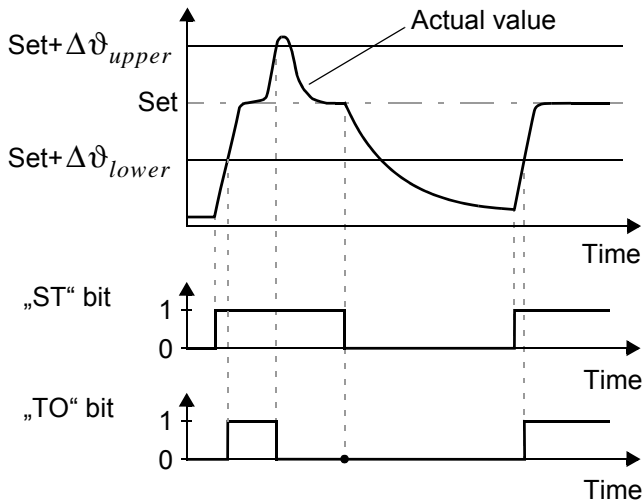 Actual value
Set+ Δϑupper
Set
Set+ Δϑlower
Time
„ST“ bit
1
0
Time
„TO“ bit
1
0
Time